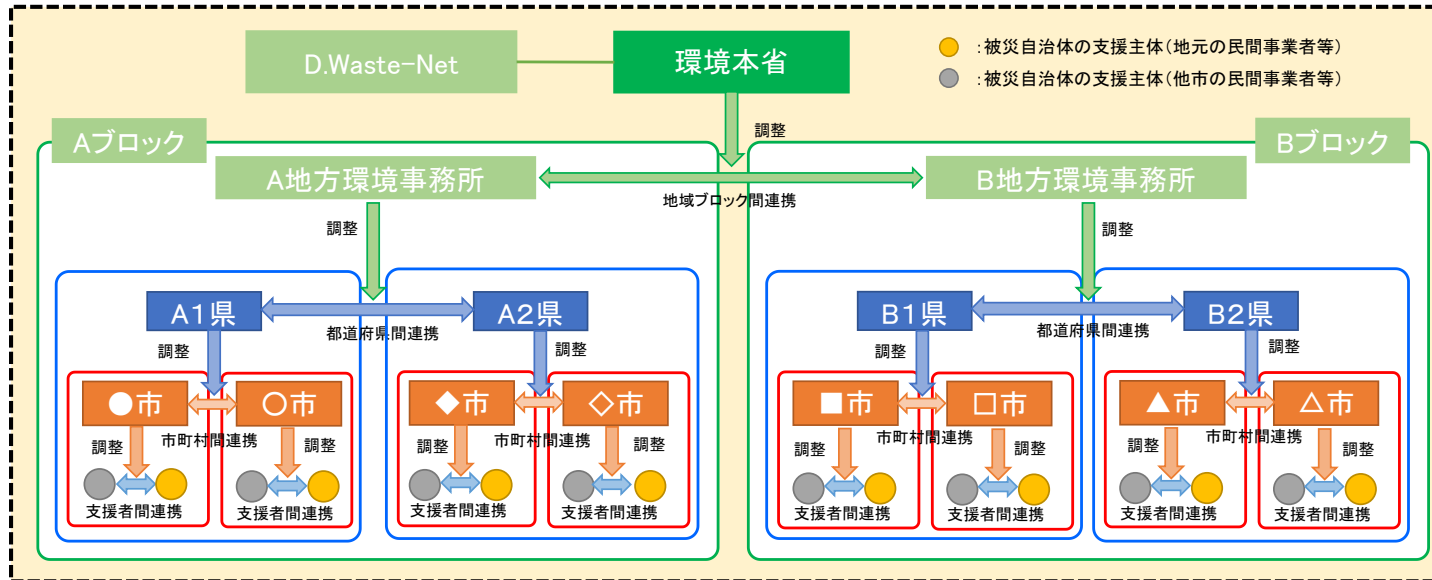 D.Waste-Net
環境本省
:被災自治体の支援主体(地元の民間事業者等)
:被災自治体の支援主体(他市の民間事業者等)
調整
Aブロック
Bブロック
A地方環境事務所
B地方環境事務所
地域ブロック間連携
調整
調整
A1県
A2県
B1県
B2県
都道府県間連携
都道府県間連携
調整
調整
調整
調整
●市
○市
◆市
◇市
■市
□市
▲市
△市
市町村間連携
市町村間連携
市町村間連携
市町村間連携
調整
調整
調整
調整
調整
調整
調整
調整
支援者間連携
支援者間連携
支援者間連携
支援者間連携
支援者間連携
支援者間連携
支援者間連携
支援者間連携